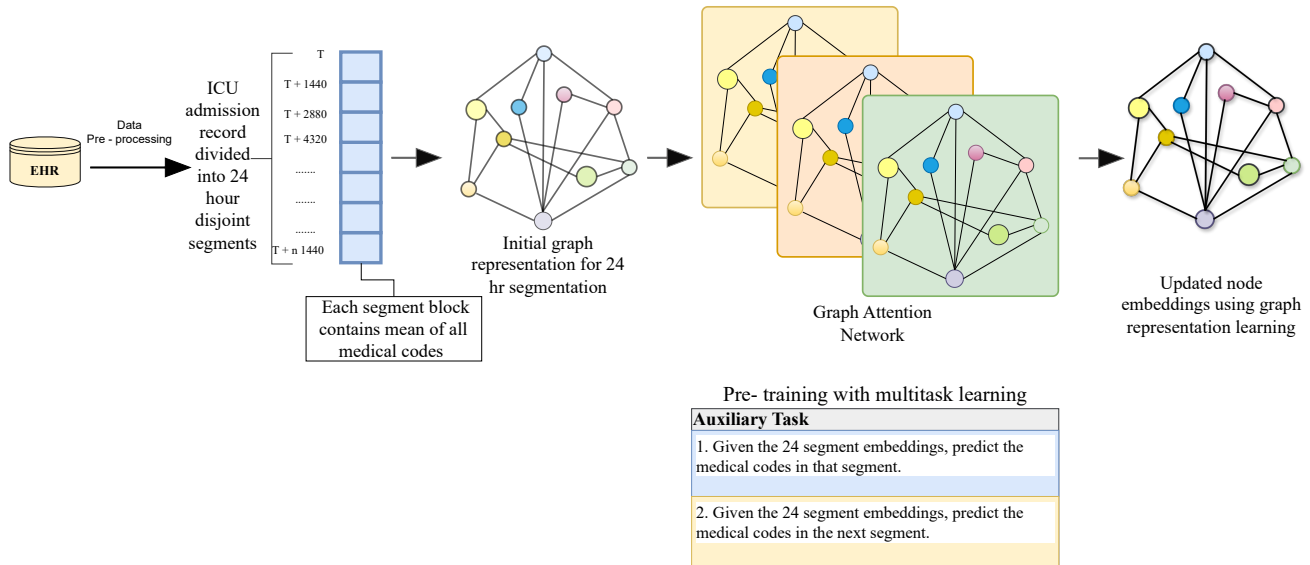 EHR
Data
Pre - processing
ICU
admission
record
divided
into 24
hour
disjoint
segments
T
T + 1440
T + 2880
T + 4320
.......
.......
.......
T + n 1440
Each segment block
contains mean of all
medical codes
Initial graph
representation for 24
hr segmentation
Graph Attention
Network
Updated node
embeddings using graph
representation learning
Pre- training with multitask learning
Auxiliary Task
1. Given the 24 segment embeddings, predict the
medical codes in that segment.
2. Given the 24 segment embeddings, predict the
medical codes in the next segment.